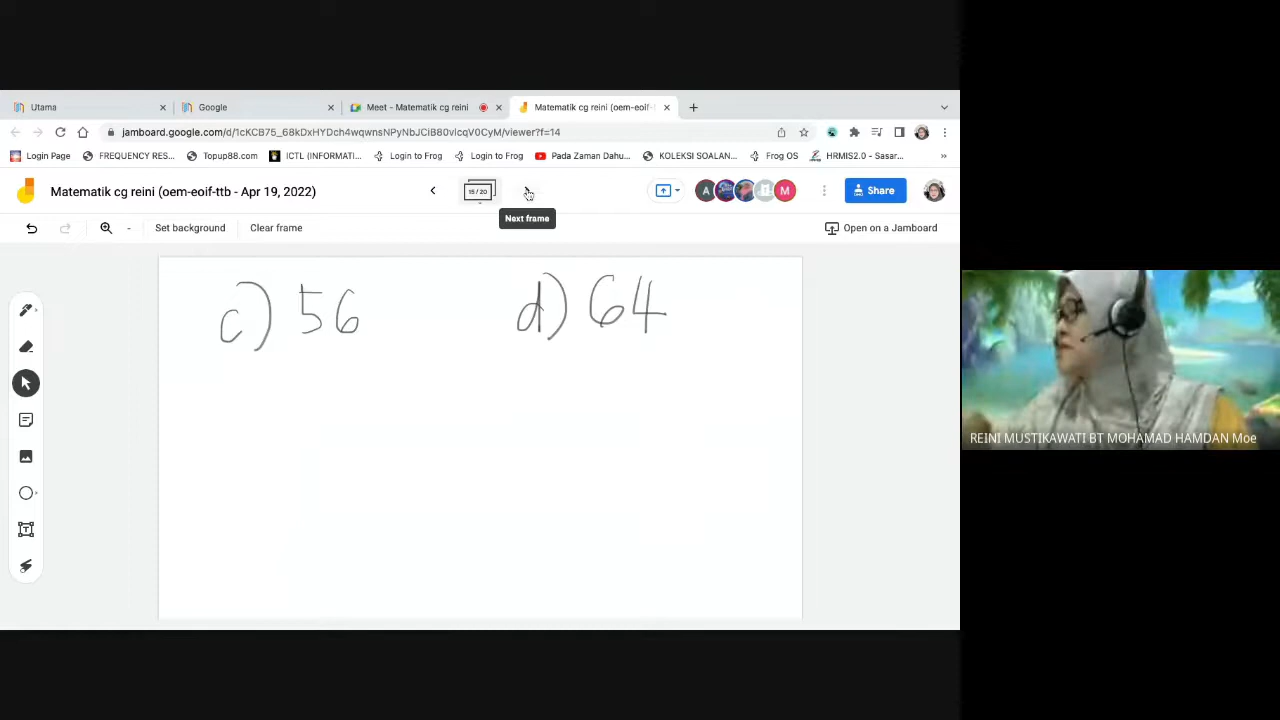 Utama
Google
Meet - Matematik cg reini
Matematik cg reini (oem-eoif-
jamboard.google.com/d/1cKCB75_68kDxHYDch4wqwnsNPyNbJCiB80vIcqV0CyM/viewer?f=14
Login Page
FREQUENCY RES...
Topup88.com
ICTL (INFORMATI...
Login to Frog
Login to Frog
Pada Zaman Dahu...
KOLEKSI SOALAN...
Frog OS
HRMIS2.0 - Sasar...
Matematik cg reini (oem-eoif-ttb - Apr 19, 2022)
15 / 20
A
M
Share
Next frame
Set background
Clear frame
Open on a Jamboard
c) 56
d) 64
REINI MUSTIKAWATI BT MOHAMAD HAMDAN Moe